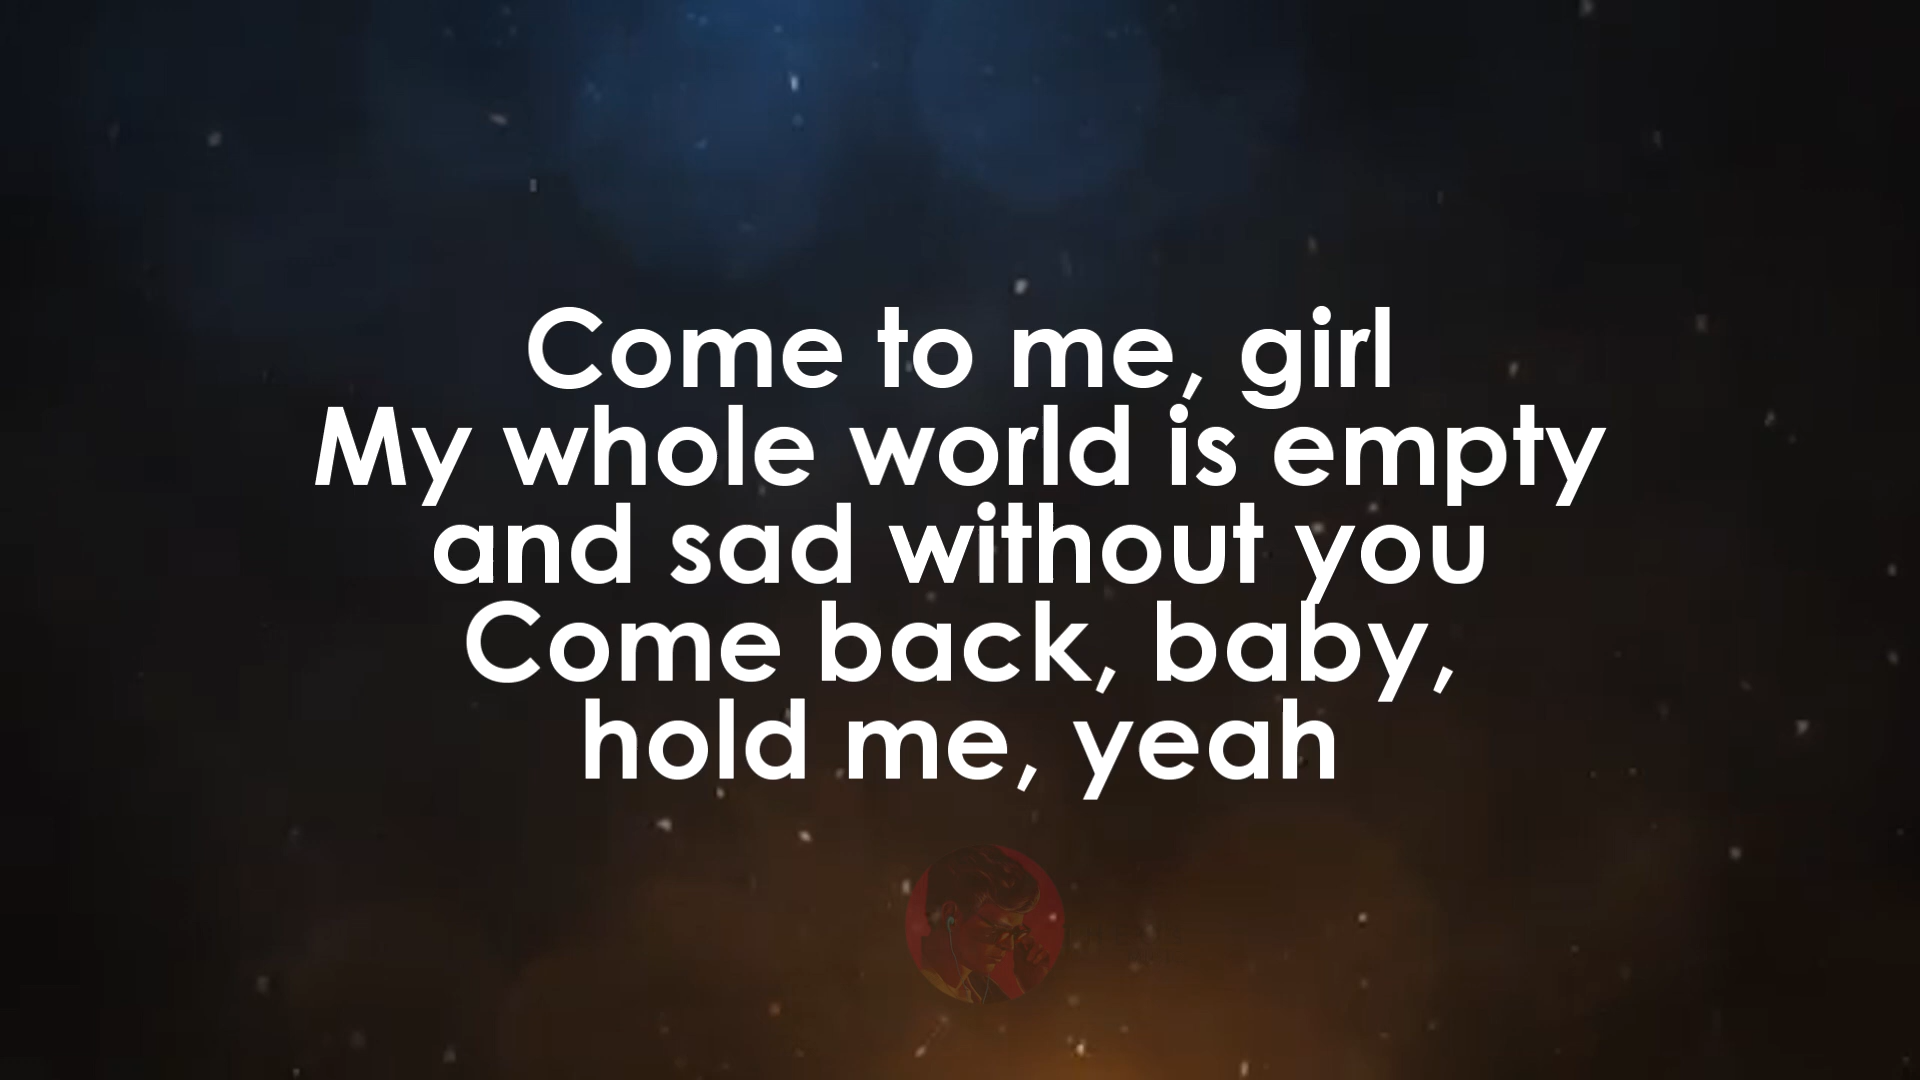 Come to me, girl
My whole world is empty
and sad without you
Come back, baby,
hold me, yeah